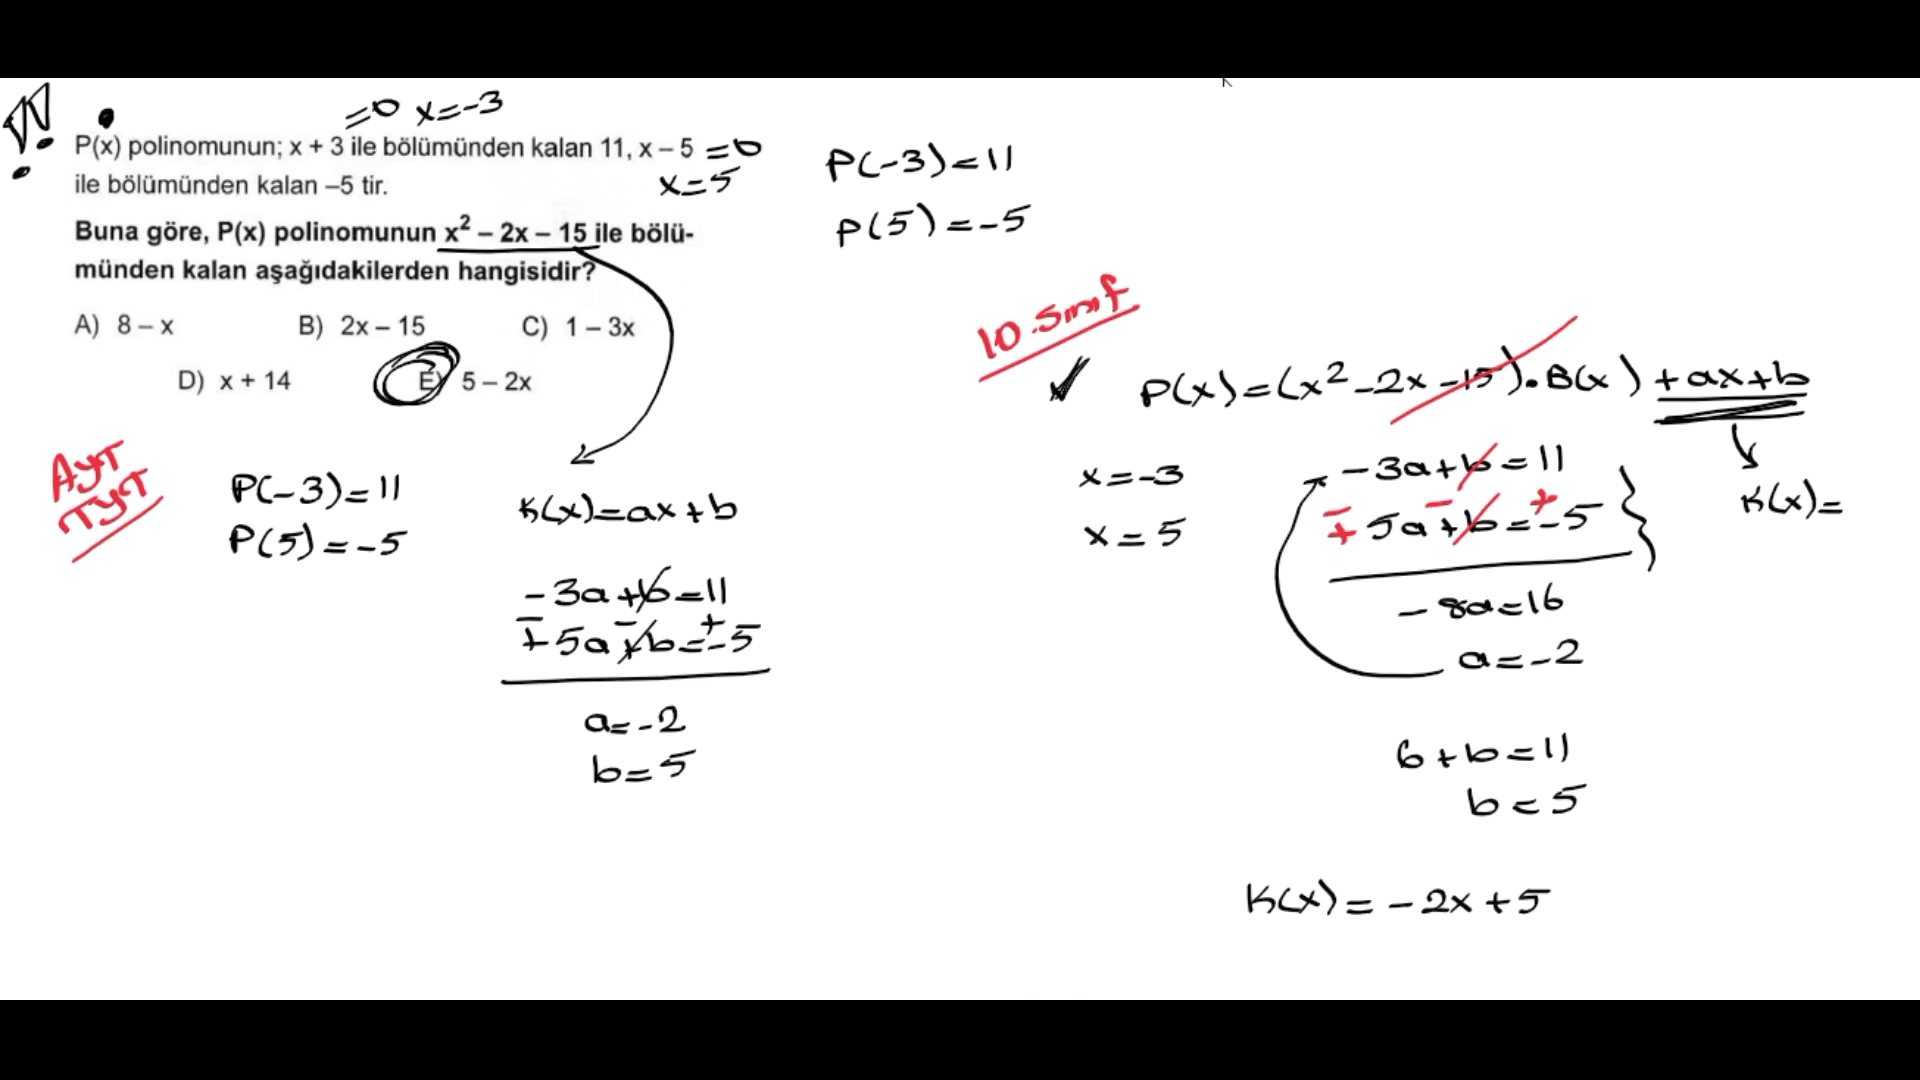 =0 x=-3
P(x) polinomunun; x + 3 ile bölümünden kalan 11, x – 5 =0
ile bölümünden kalan –5 tir.
x=5
Buna göre, P(x) polinomunun x² – 2x – 15 ile bölü-
münden kalan aşağıdakilerden hangisidir?
A) 8 – x B) 2x – 15 C) 1 – 3x
D) x + 14 E) 5 – 2x
P(-3)=11
P(5)=-5
AYT
TYT
P(-3)=11
P(5)=-5
K(x)=ax+b
-3a+b=11
- - +
+5a+b=-5
a=-2
b=5
10.Sınıf
P(x)=(x²-2x-15).B(x)+ax+b
K(x)=
x=-3
x=5
-3a+b=11
- - +
+5a+b=-5
-8a=16
a=-2
6+b=11
b=5
K(x)=-2x+5